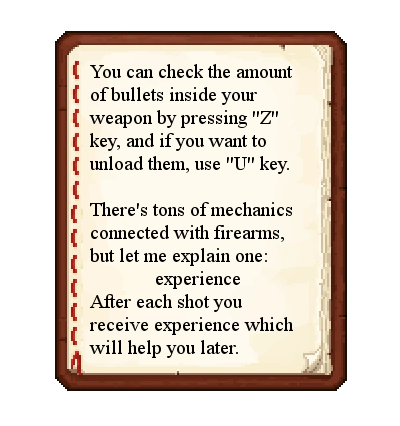 You can check the amount
of bullets inside your
weapon by pressing "Z"
key, and if you want to
unload them, use "U" key.
There's tons of mechanics
connected with firearms,
but let me explain one:
experience
After each shot you
receive experience which
will help you later.